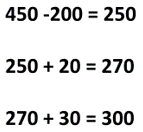 450 -200 = 250
250 + 20 = 270
270 + 30 = 300